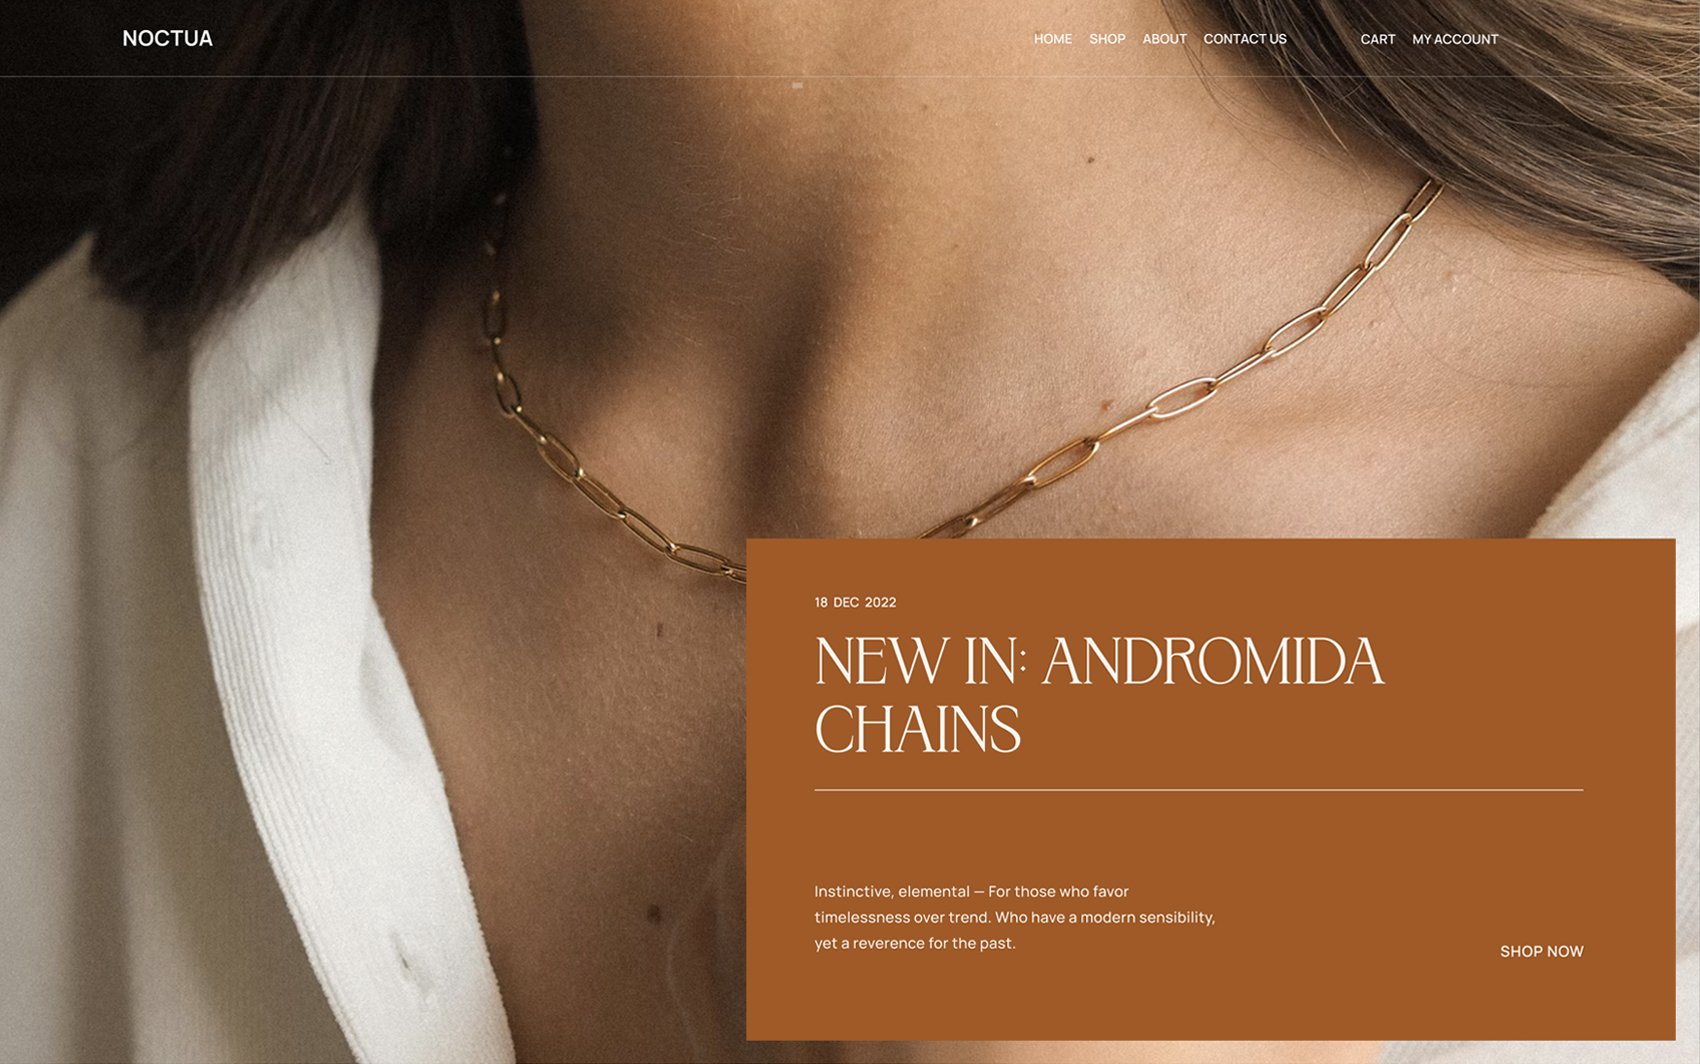 NOCTUA
HOME SHOP ABOUT CONTACT US CART MY ACCOUNT
18 DEC 2022
NEW IN: ANDROMIDA
CHAINS
Instinctive, elemental — For those who favor
timelessness over trend. Who have a modern sensibility,
yet a reverence for the past.
SHOP NOW